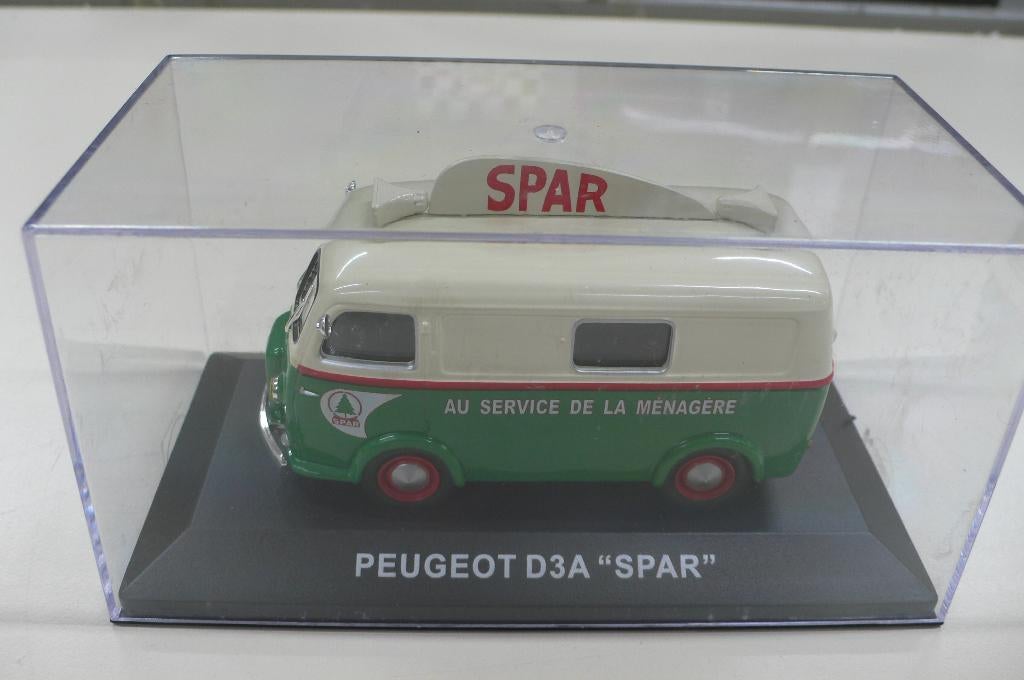 SPAR
AU SERVICE DE LA MÉNAGÈRE
SPAR
PEUGEOT D3A “SPAR”